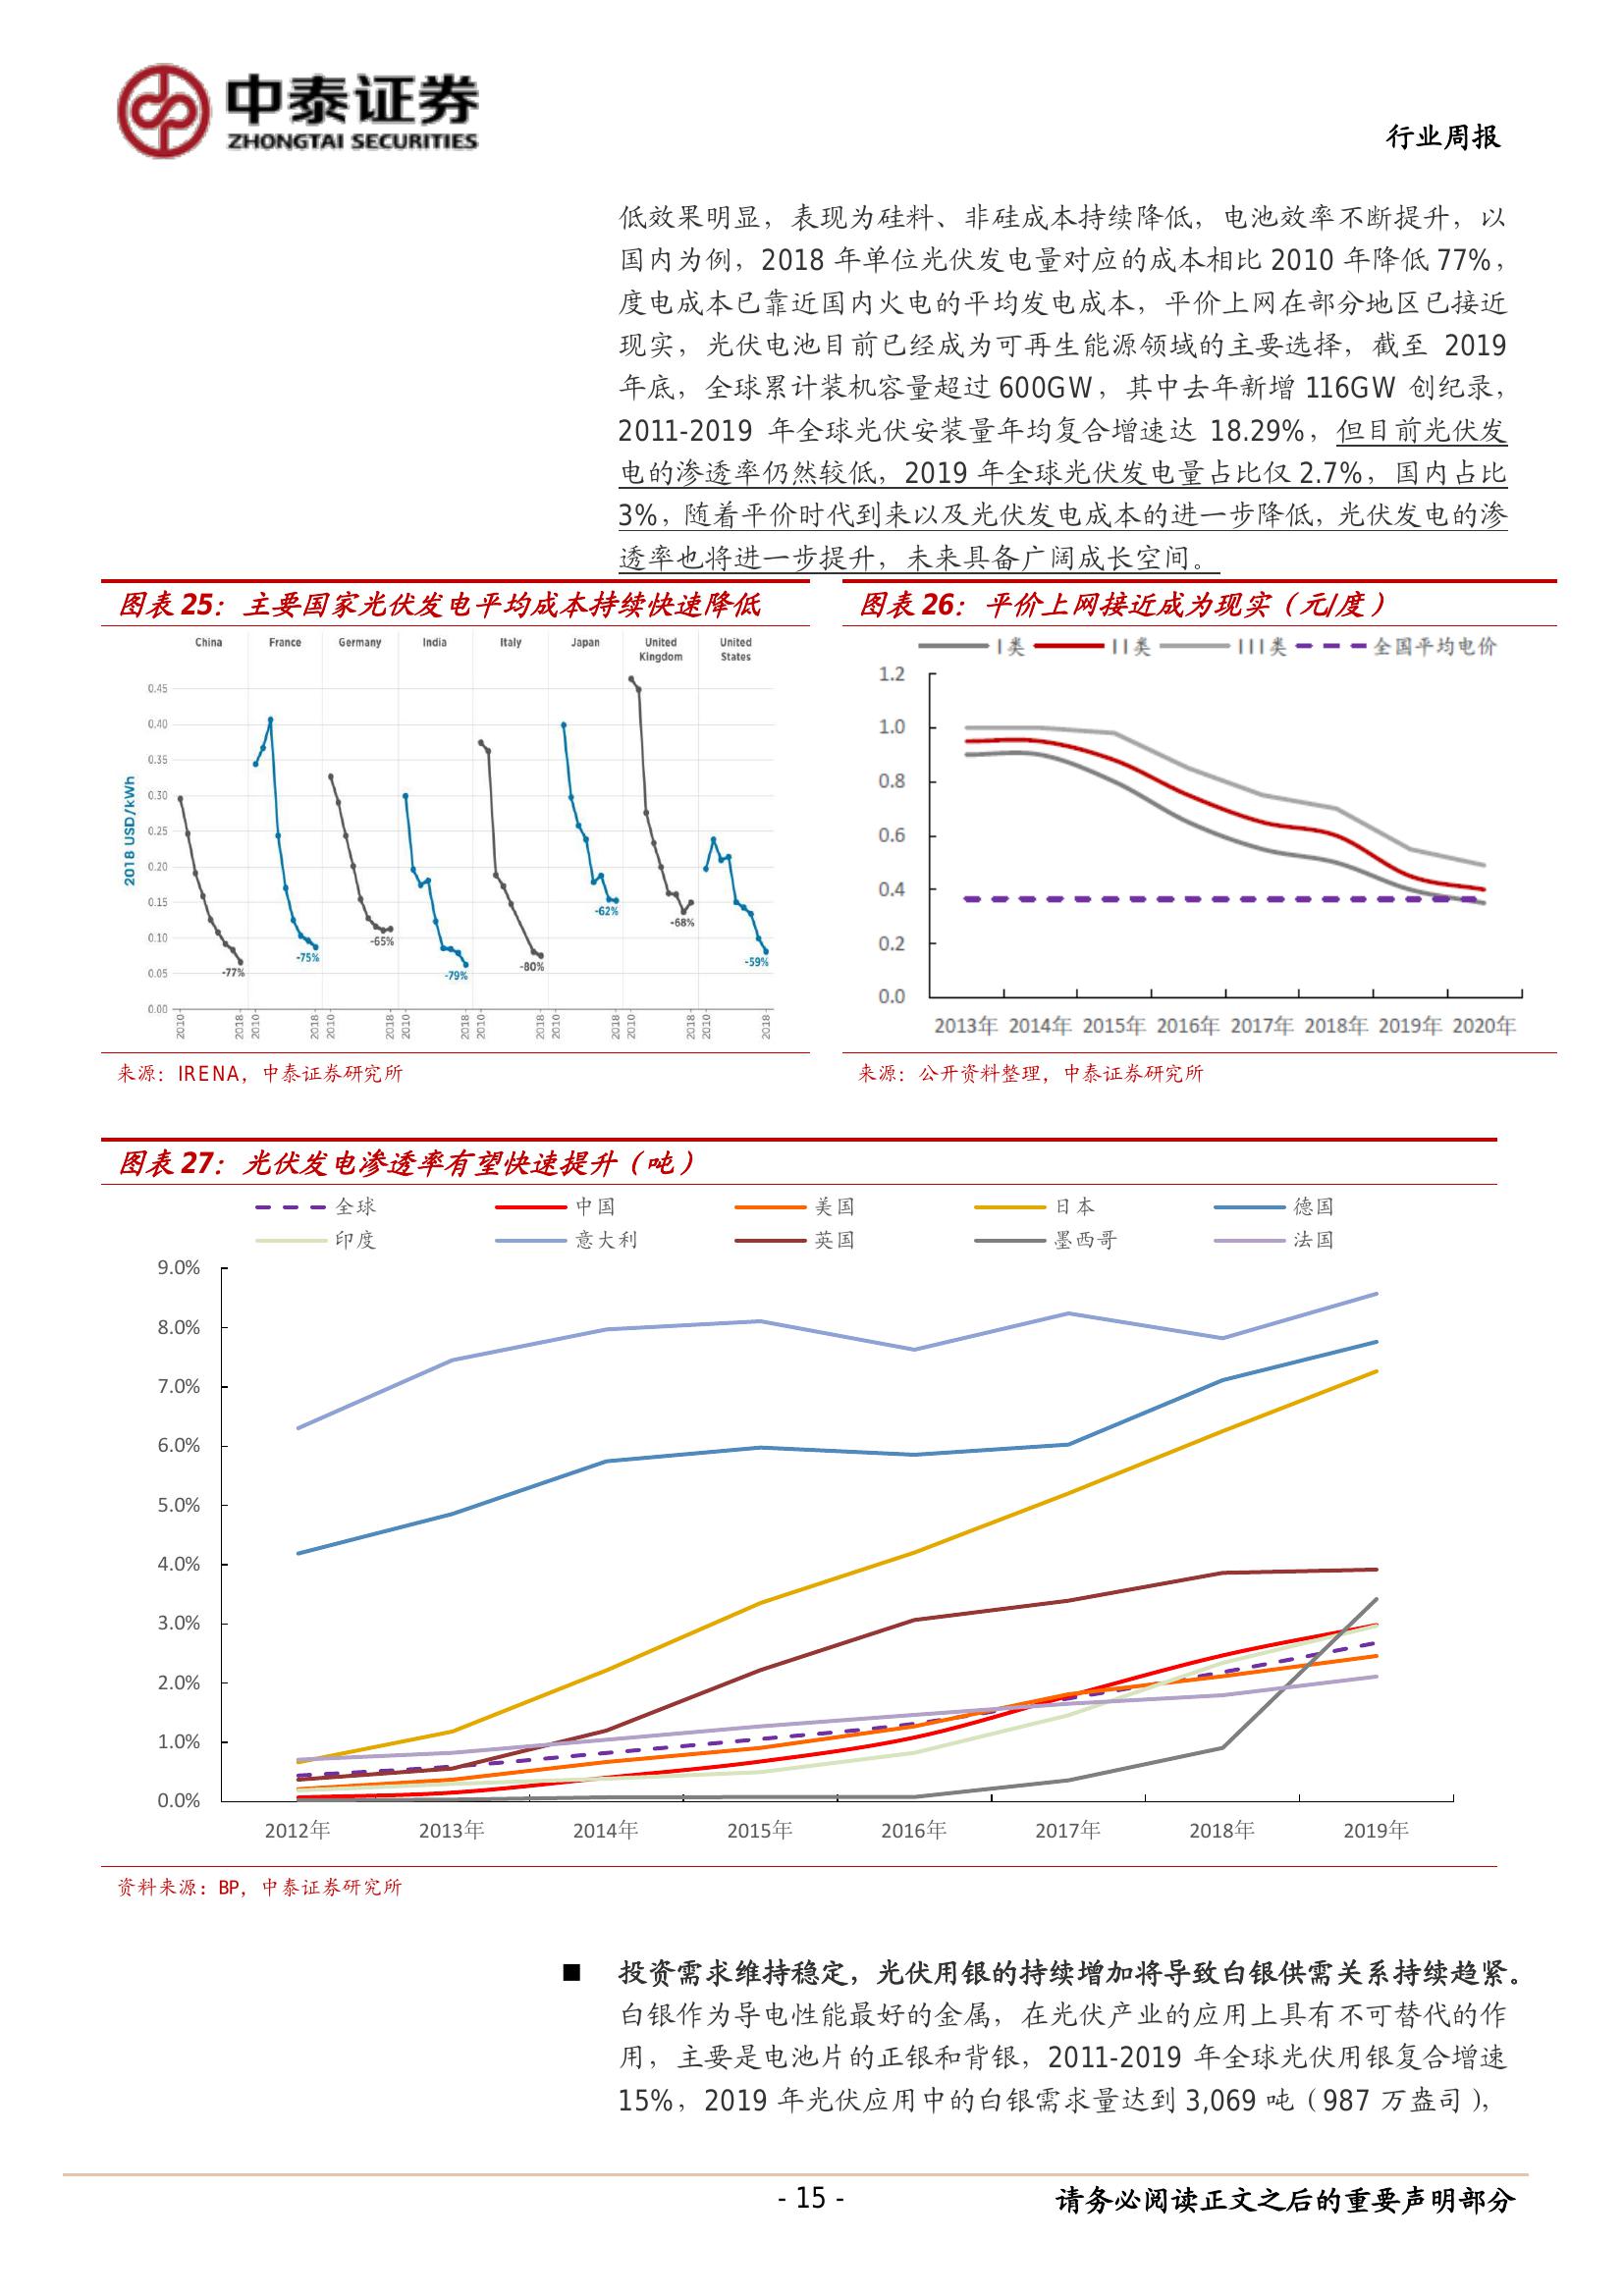 中泰证券
ZHONGTAI SECURITIES
行业周报
低效果明显，表现为硅料、非硅成本持续降低，电池效率不断提升，以
国内为例，2018 年单位光伏发电量对应的成本相比 2010 年降低 77%，
度电成本已靠近国内火电的平均发电成本，平价上网在部分地区已接近
现实，光伏电池目前已经成为可再生能源领域的主要选择，截至 2019
年底，全球累计装机容量超过 600GW，其中去年新增 116GW 创纪录，
2011-2019 年全球光伏安装量年均复合增速达 18.29%，但目前光伏发
电的渗透率仍然较低，2019 年全球光伏发电量占比仅 2.7%，国内占比
3%，随着平价时代到来以及光伏发电成本的进一步降低，光伏发电的渗
透率也将进一步提升，未来具备广阔成长空间。
图表 25：主要国家光伏发电平均成本持续快速降低
China France Germany India Italy Japan United Kingdom United States
2018 USD/kWh
0.45
0.40
0.35
0.30
0.25
0.20
0.15
0.10
0.05
0.00
-77% -75% -65% -79% -80% -62% -68% -59%
2010 2018 2010 2018 2010 2018 2010 2018 2010 2018 2010 2018 2010 2018 2010 2018
来源：IRENA，中泰证券研究所
图表 26：平价上网接近成为现实（元/度）
I类 II类 III类 全国平均电价
1.2
1.0
0.8
0.6
0.4
0.2
0.0
2013年 2014年 2015年 2016年 2017年 2018年 2019年 2020年
来源：公开资料整理，中泰证券研究所
图表 27：光伏发电渗透率有望快速提升（吨）
全球 中国 美国 日本 德国
印度 意大利 英国 墨西哥 法国
9.0%
8.0%
7.0%
6.0%
5.0%
4.0%
3.0%
2.0%
1.0%
0.0%
2012年 2013年 2014年 2015年 2016年 2017年 2018年 2019年
资料来源：BP，中泰证券研究所
■ 投资需求维持稳定，光伏用银的持续增加将导致白银供需关系持续趋紧。
白银作为导电性能最好的金属，在光伏产业的应用上具有不可替代的作
用，主要是电池片的正银和背银，2011-2019 年全球光伏用银复合增速
15%，2019 年光伏应用中的白银需求量达到 3,069 吨（987 万盎司），
- 15 -
请务必阅读正文之后的重要声明部分